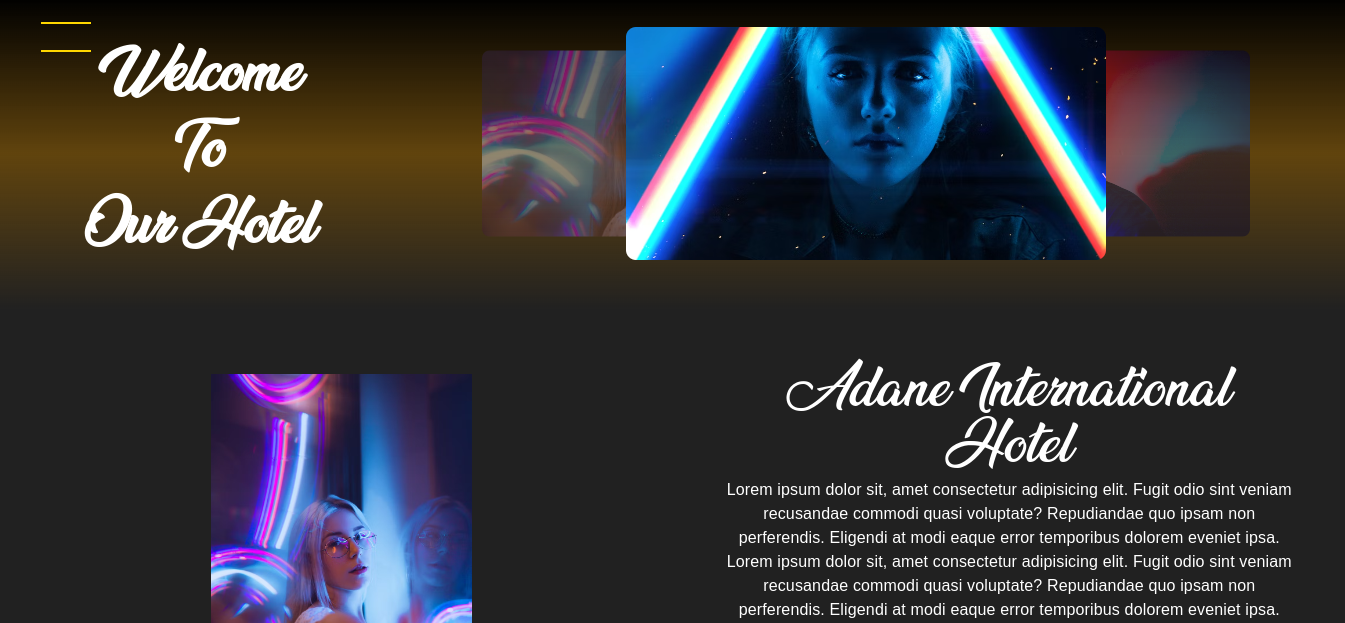 Welcome
To
Our Hotel
Adane International
Hotel
Lorem ipsum dolor sit, amet consectetur adipisicing elit. Fugit odio sint veniam
recusandae commodi quasi voluptate? Repudiandae quo ipsam non
perferendis. Eligendi at modi eaque error temporibus dolorem eveniet ipsa.
Lorem ipsum dolor sit, amet consectetur adipisicing elit. Fugit odio sint veniam
recusandae commodi quasi voluptate? Repudiandae quo ipsam non
perferendis. Eligendi at modi eaque error temporibus dolorem eveniet ipsa.